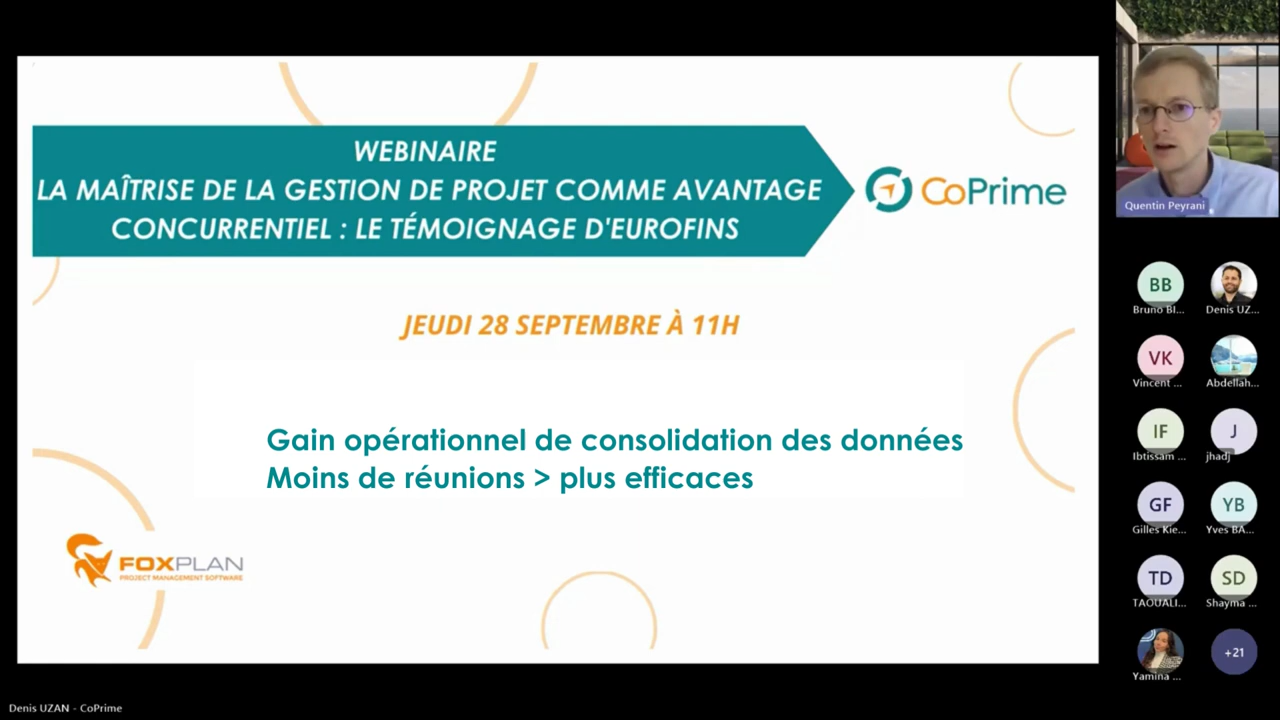 WEBINAIRE
LA MAÎTRISE DE LA GESTION DE PROJET COMME AVANTAGE
CONCURRENTIEL : LE TÉMOIGNAGE D'EUROFINS
CoPrime
JEUDI 28 SEPTEMBRE À 11H
Gain opérationnel de consolidation des données
Moins de réunions > plus efficaces
FOXPLAN
PROJECT MANAGEMENT SOFTWARE
Quentin Peyrani
BB
Bruno BI...
Denis UZ...
VK
Vincent ...
Abdellah...
IF
Ibtissam ...
J
jhadj
GF
Gilles Kie...
YB
Yves BA...
TD
TAOUALI...
SD
Shayma ...
Yamina ...
+21
Denis UZAN - CoPrime